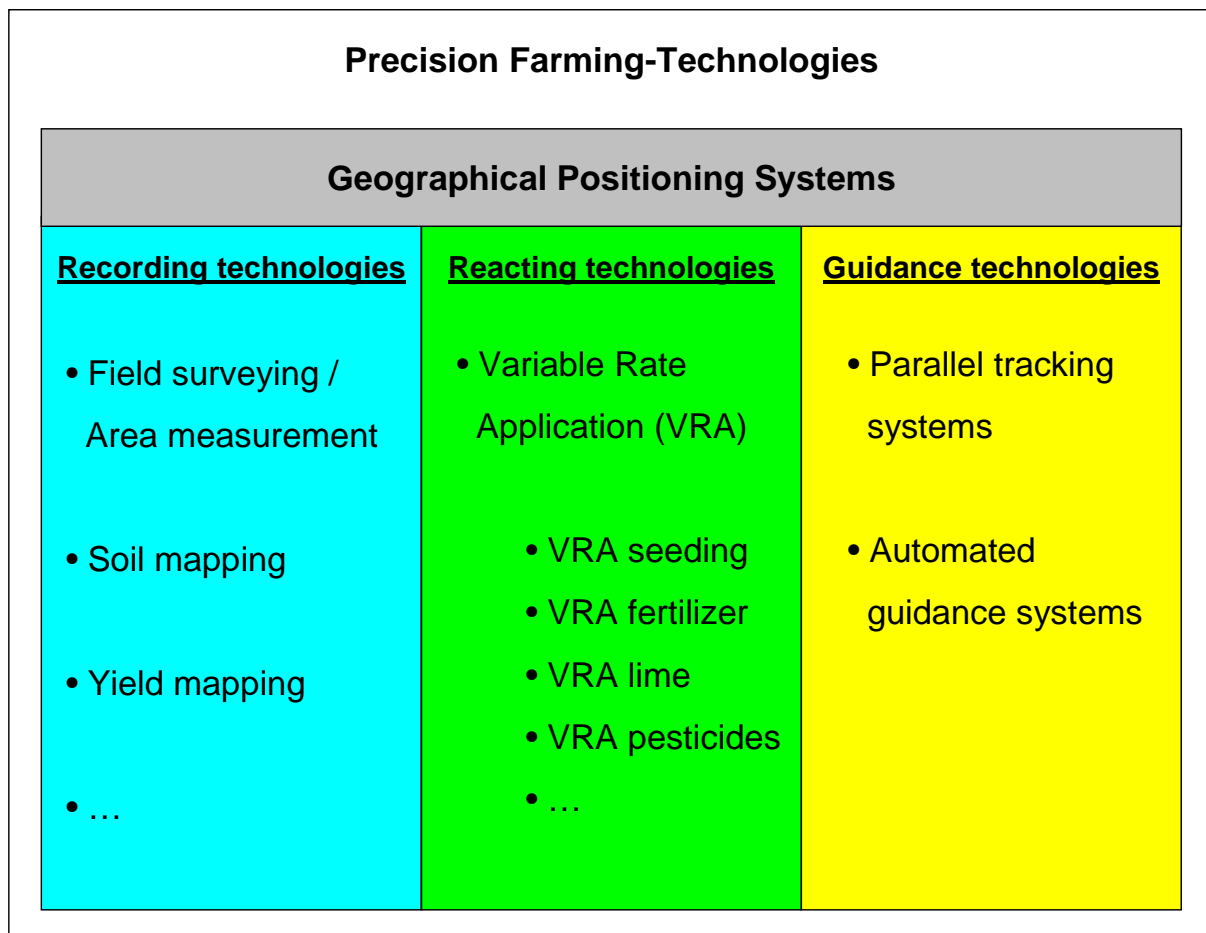 Precision Farming-Technologies
Geographical Positioning Systems
Recording technologies
• Field surveying /
Area measurement
• Soil mapping
• Yield mapping
• …
Reacting technologies
• Variable Rate
Application (VRA)
• VRA seeding
• VRA fertilizer
• VRA lime
• VRA pesticides
• …
Guidance technologies
• Parallel tracking
systems
• Automated
guidance systems